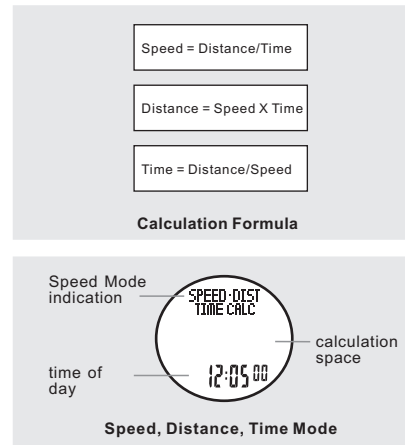 Speed = Distance/Time
Distance = Speed X Time
Time = Distance/Speed
Calculation Formula
Speed Mode
indication
SPEED·DIST
TIME CALC
calculation
space
time of
day
12:05 00
Speed, Distance, Time Mode